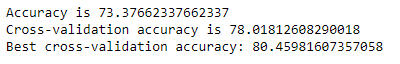 Accuracy is 73.37662337662337
Cross-validation accuracy is 78.01812608290018
Best cross-validation accuracy: 80.45981607357058